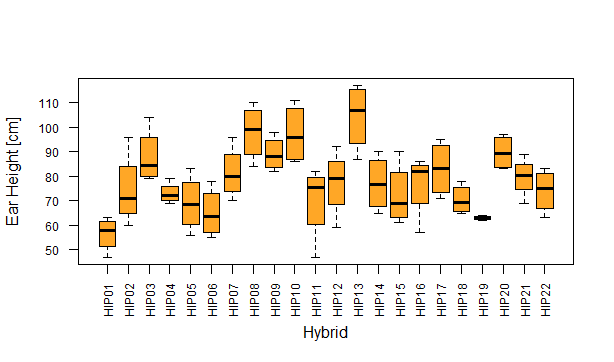 Ear Height [cm]
110
100
90
80
70
60
50
HIP01 HIP02 HIP03 HIP04 HIP05 HIP06 HIP07 HIP08 HIP09 HIP10 HIP11 HIP12 HIP13 HIP14 HIP15 HIP16 HIP17 HIP18 HIP19 HIP20 HIP21 HIP22
Hybrid